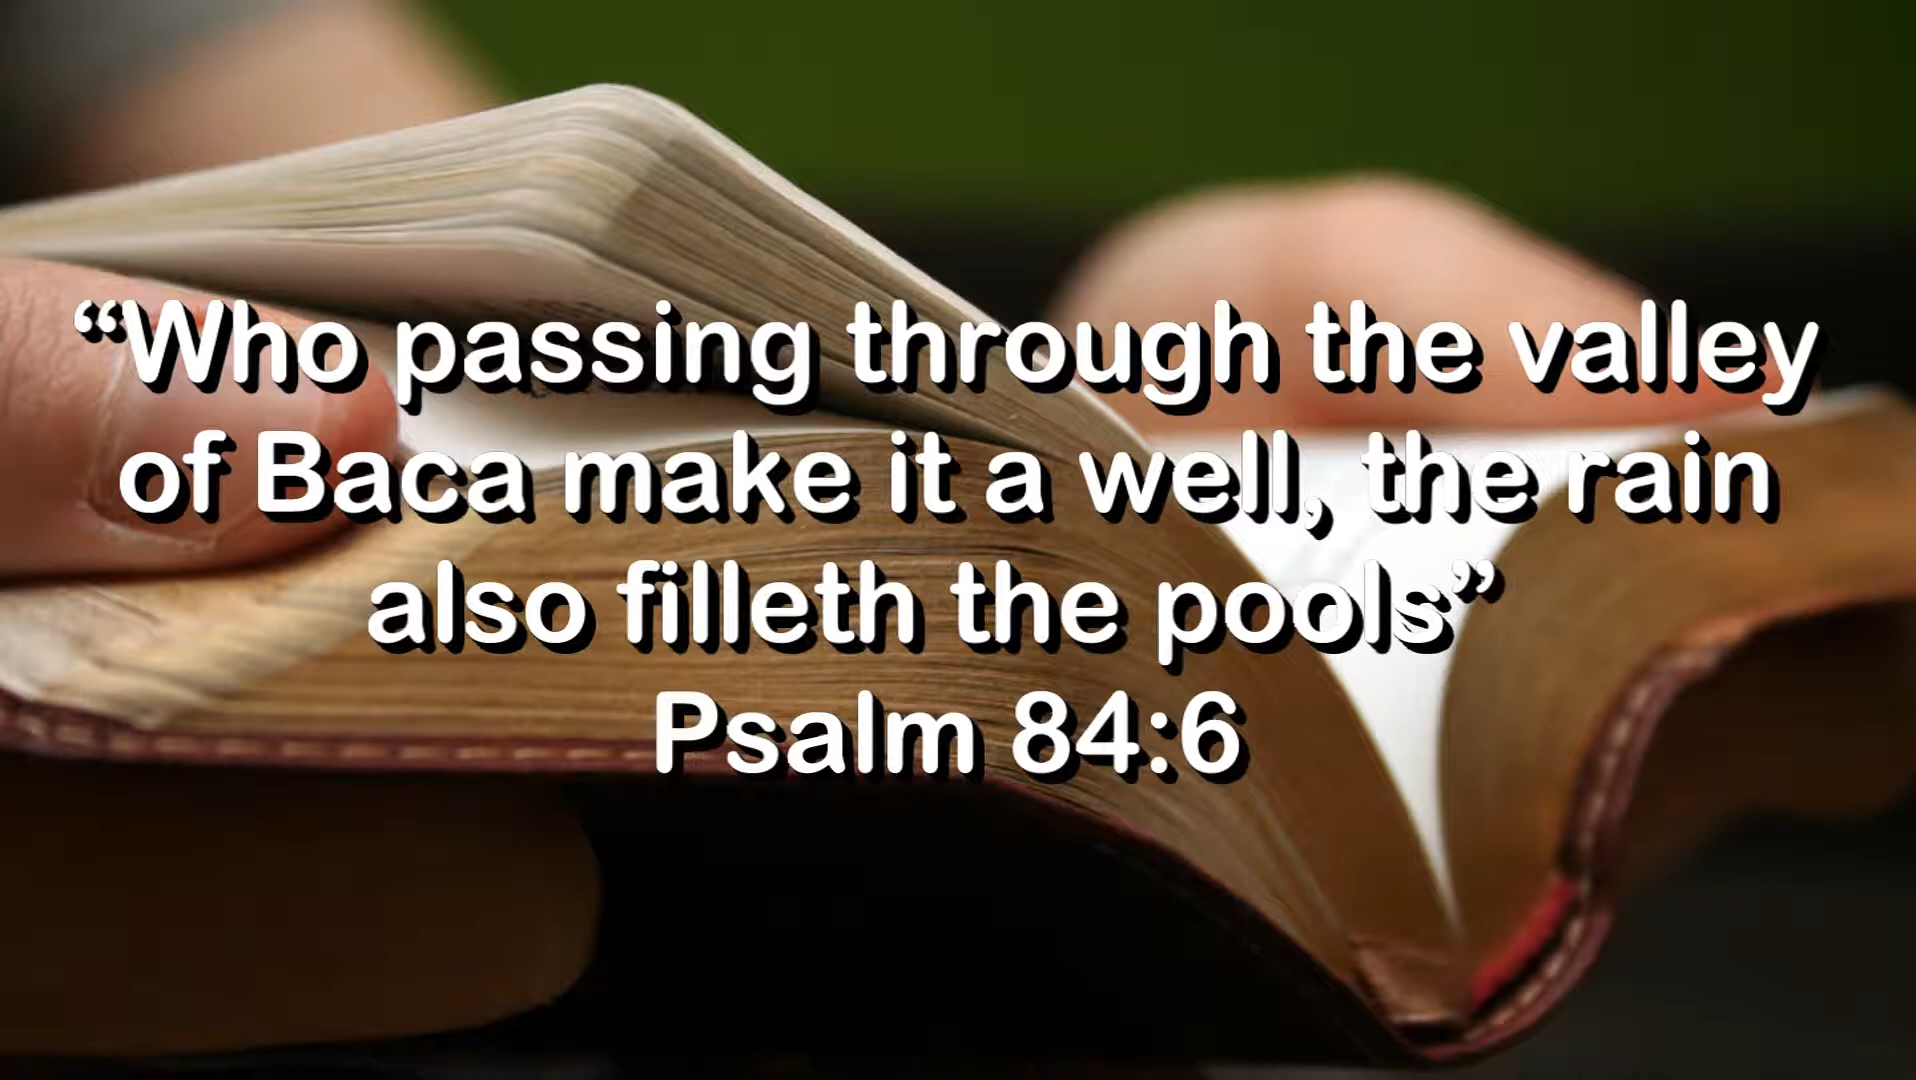 “Who passing through the valley
of Baca make it a well, the rain
also filleth the pools”
Psalm 84:6